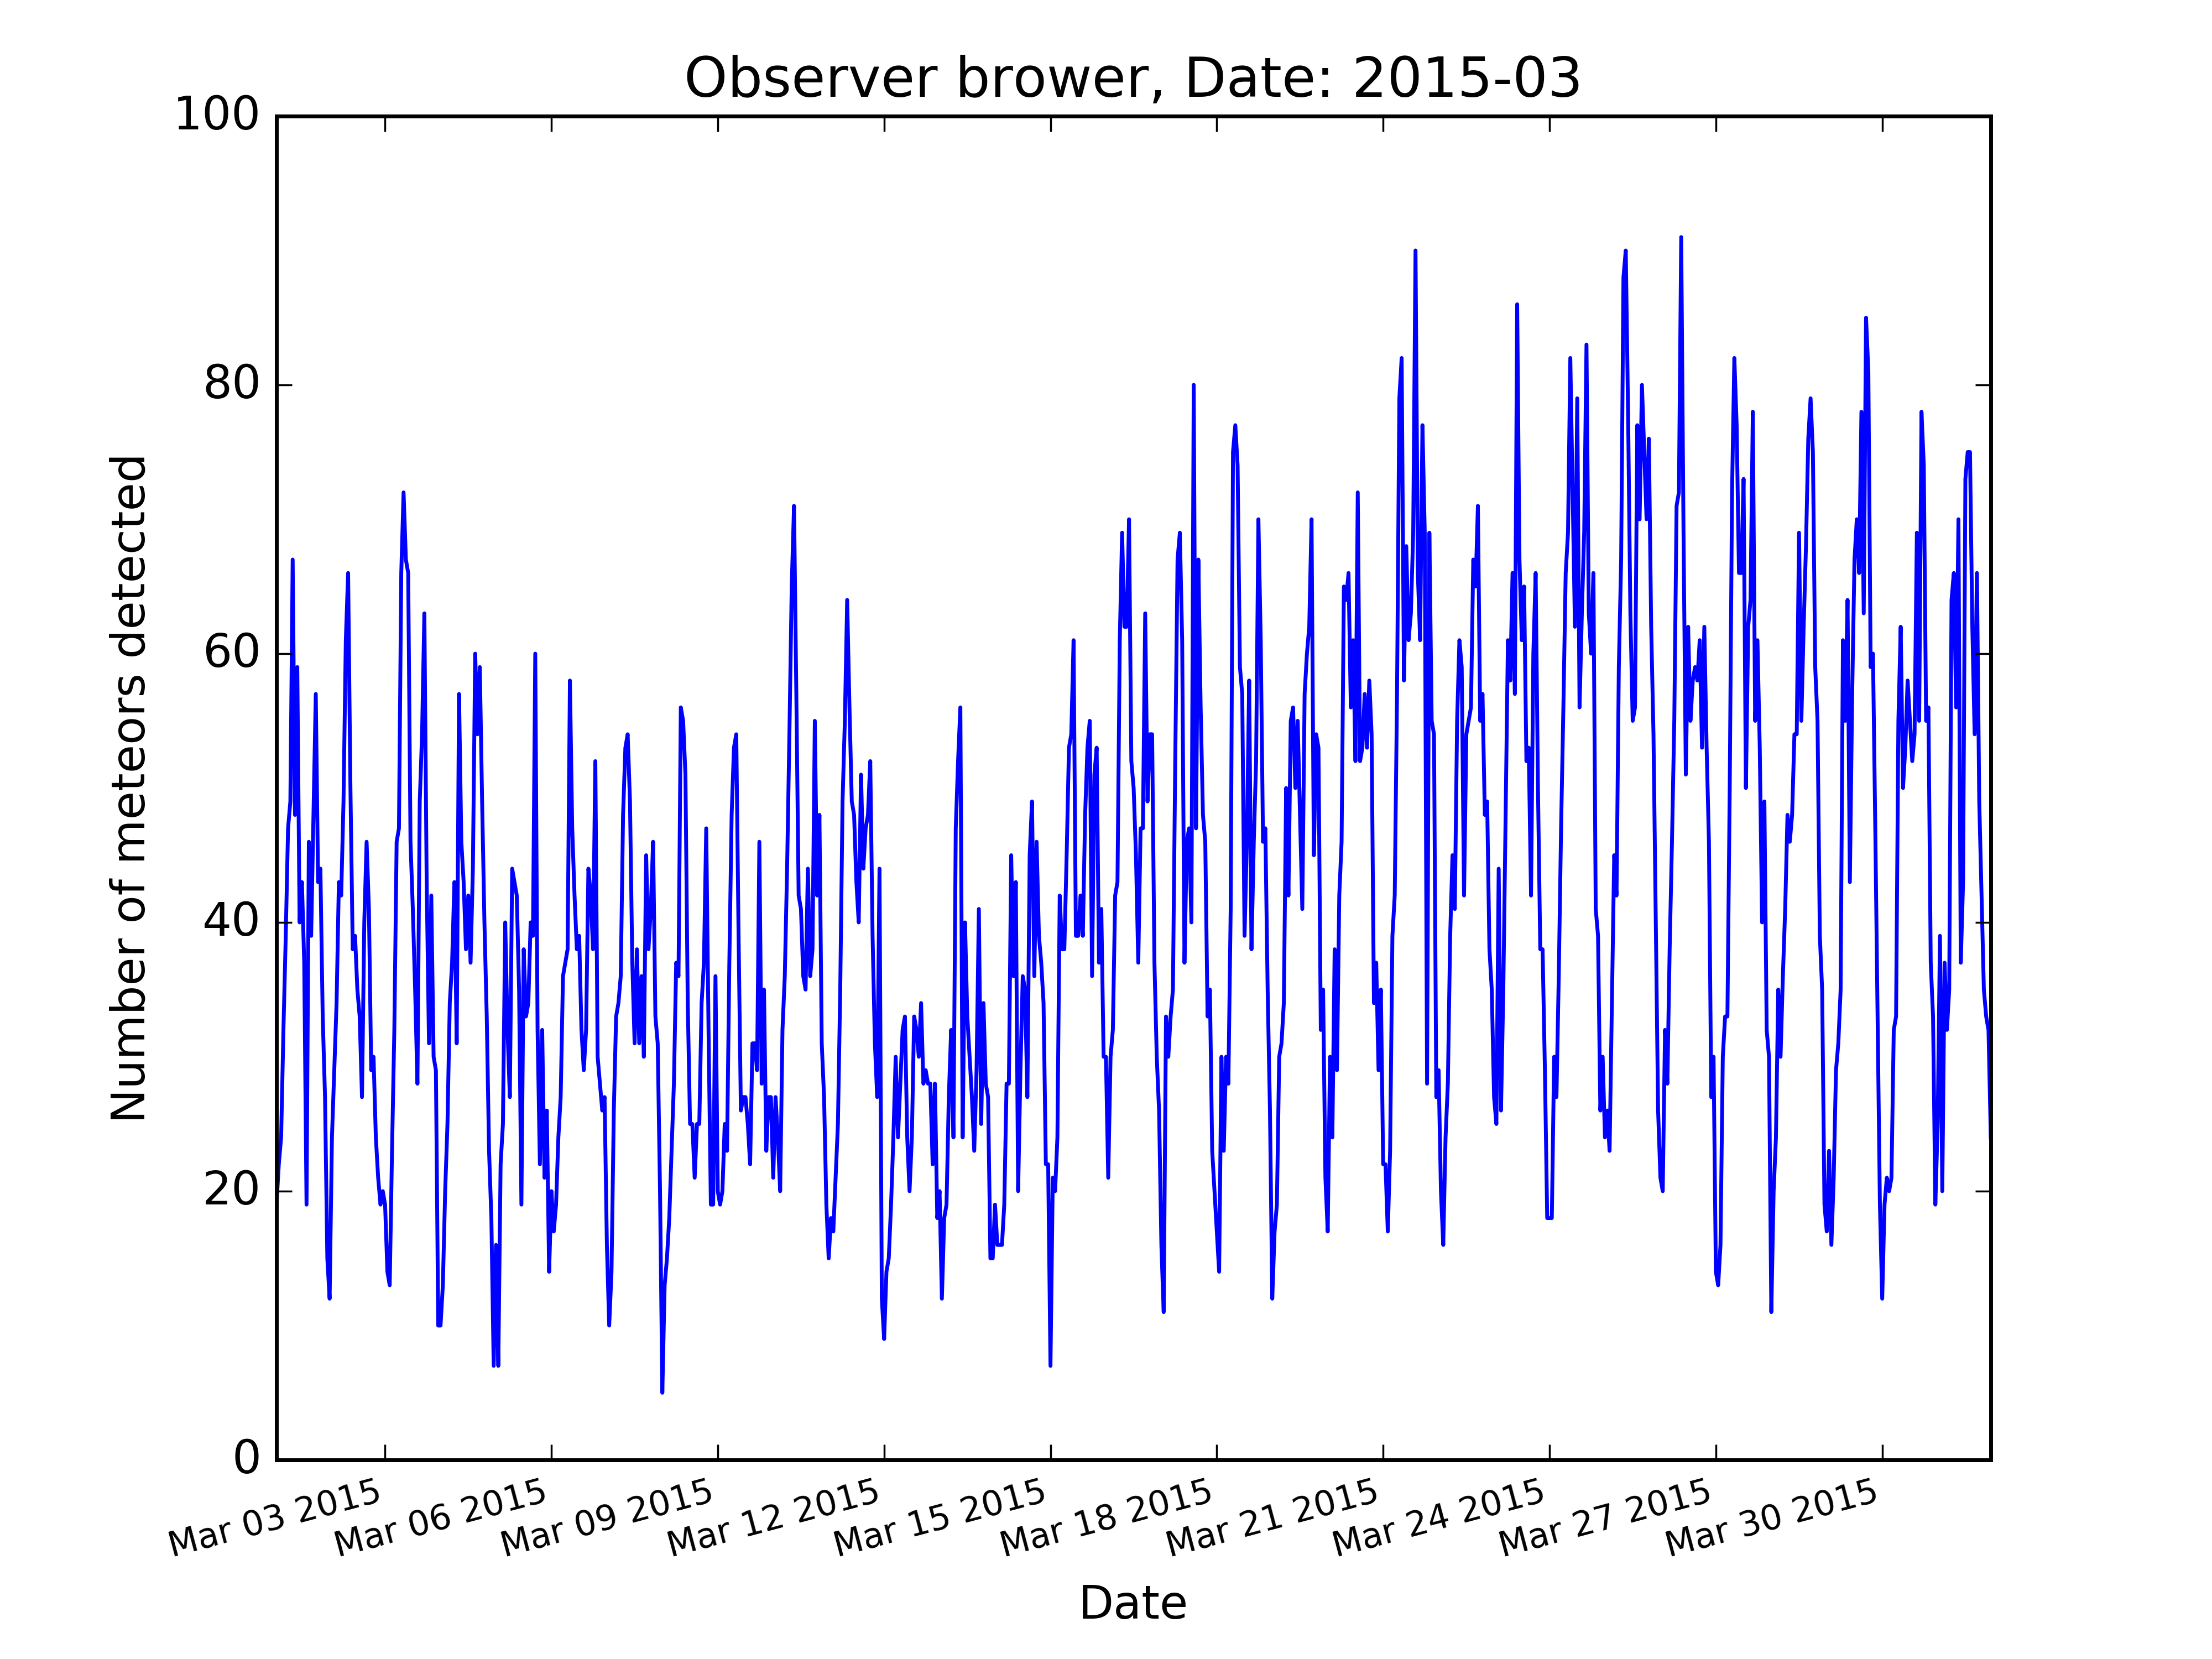 Observer brower, Date: 2015-03
100
80
60
40
20
0
Number of meteors detected
Mar 03 2015
Mar 06 2015
Mar 09 2015
Mar 12 2015
Mar 15 2015
Mar 18 2015
Mar 21 2015
Mar 24 2015
Mar 27 2015
Mar 30 2015
Date